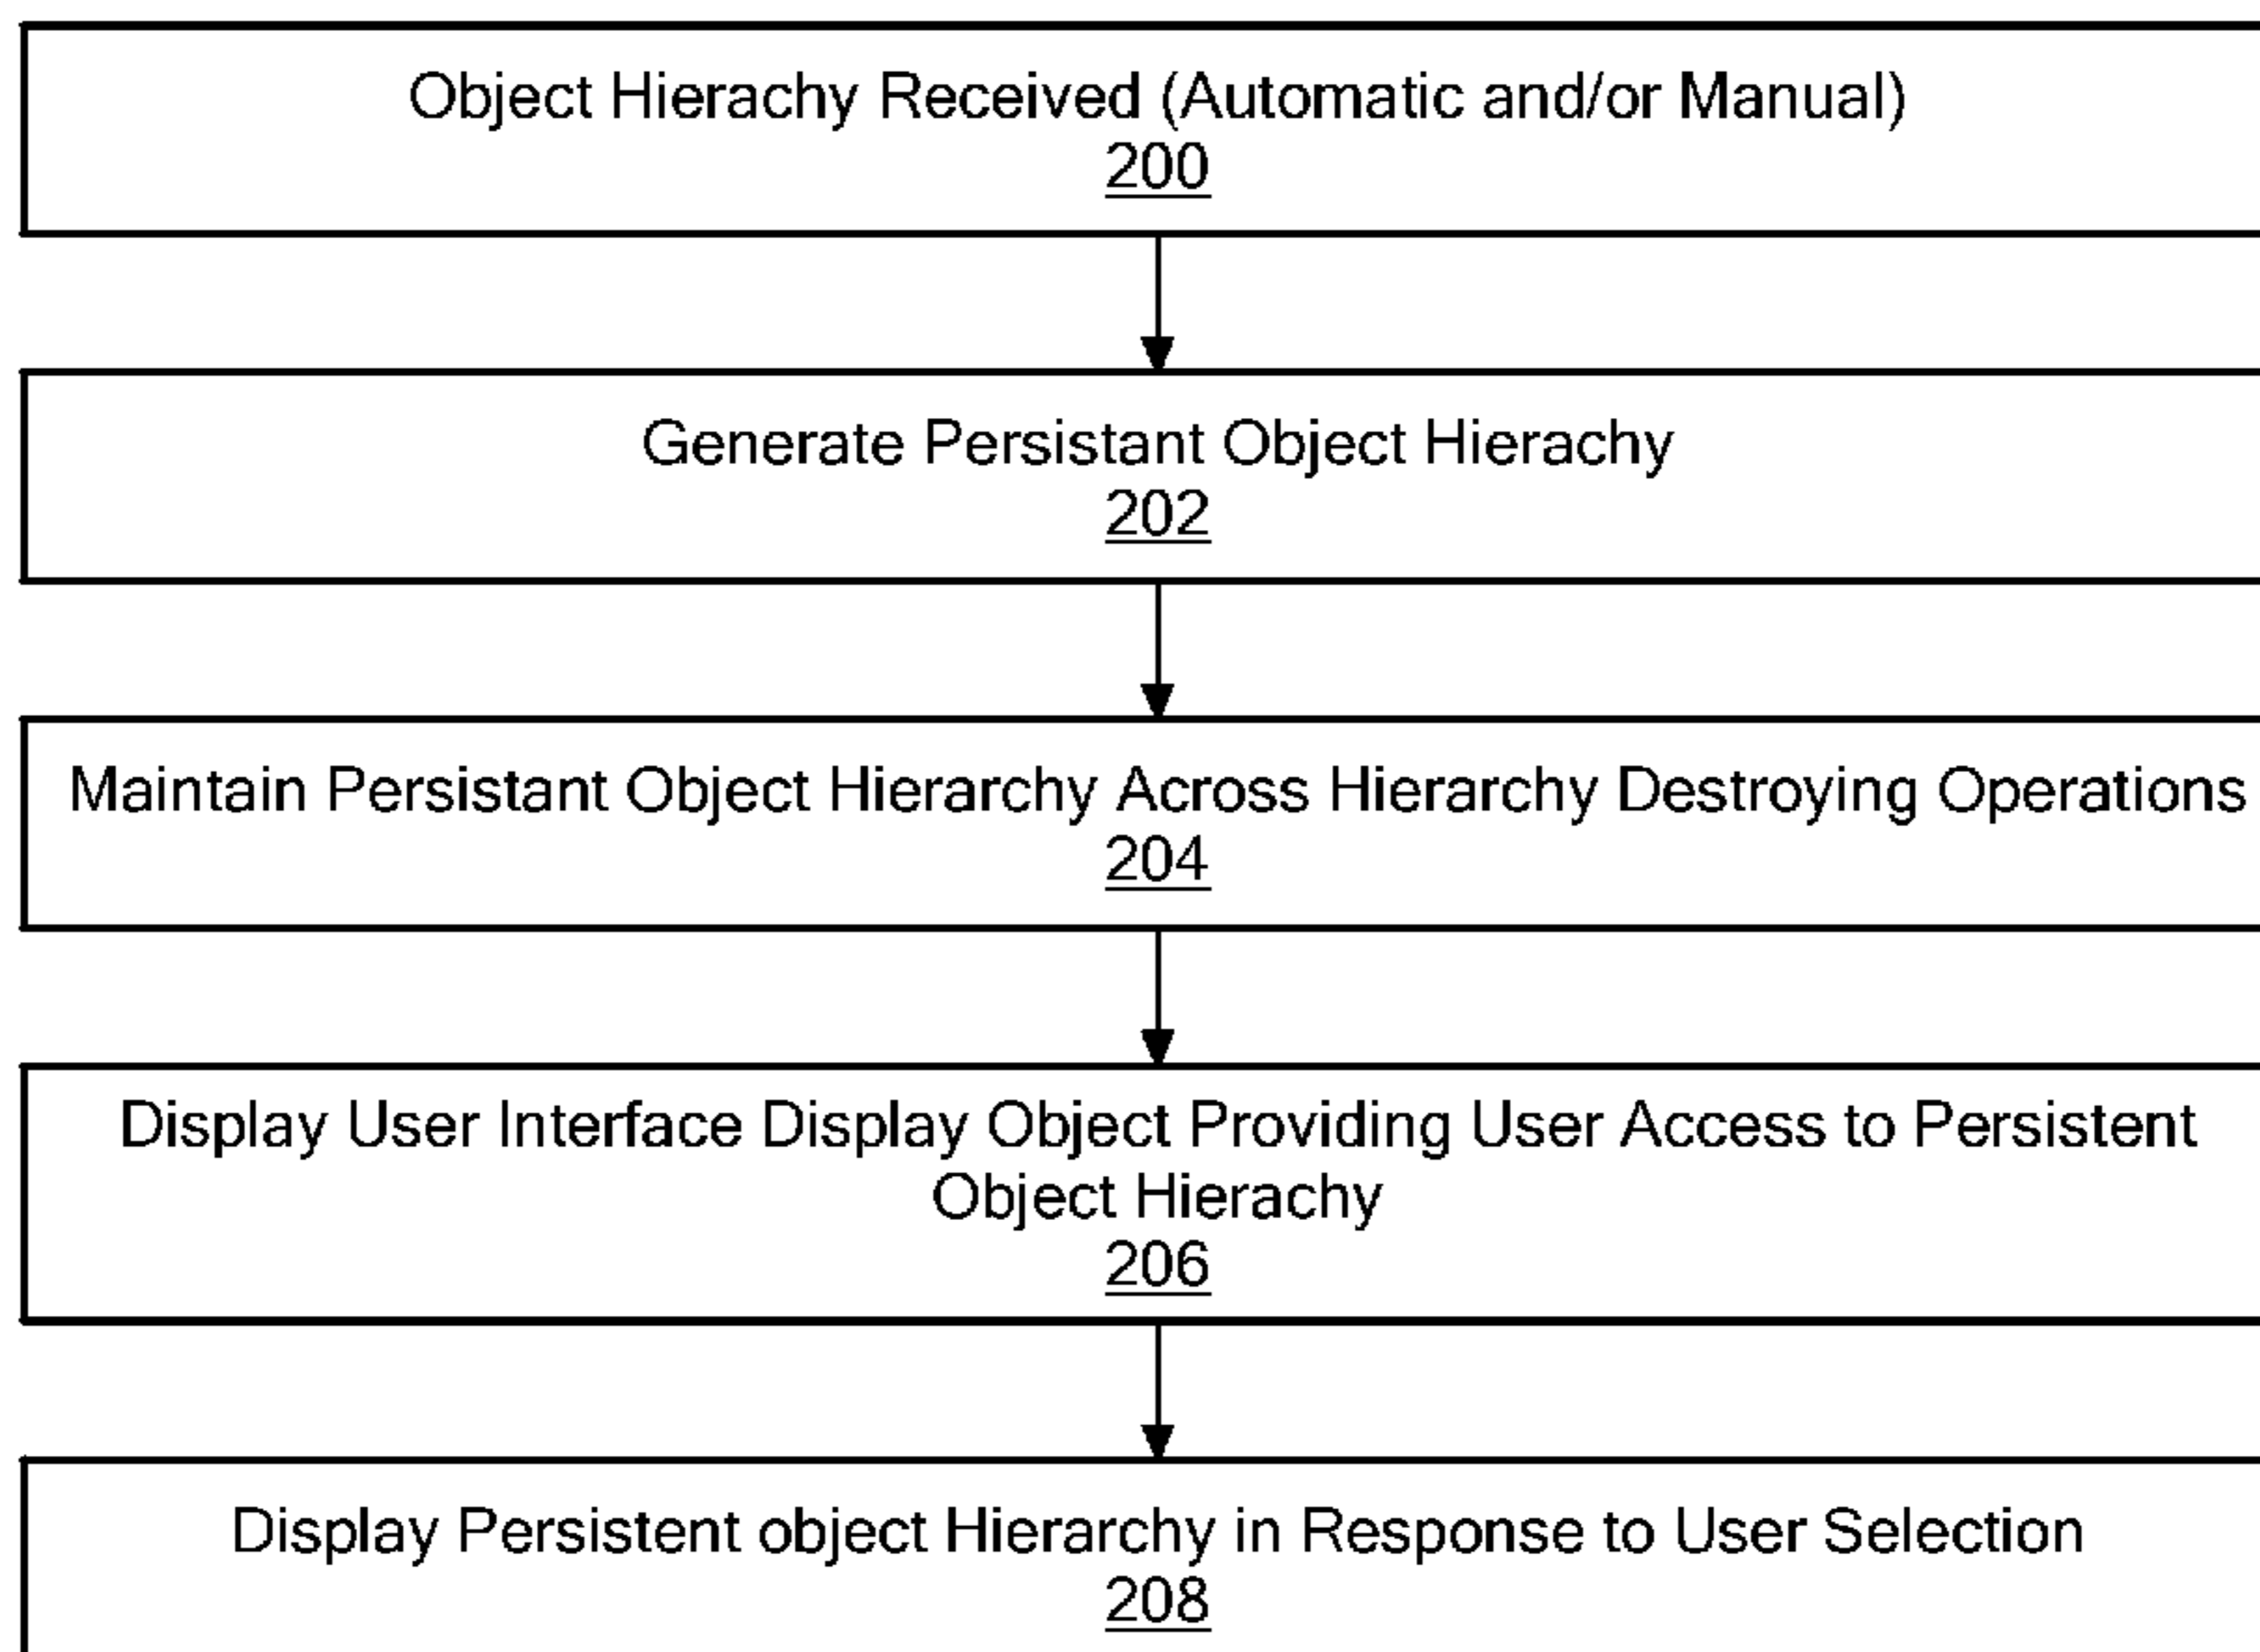 Object Hierachy Received (Automatic and/or Manual)
200
Generate Persistant Object Hierachy
202
Maintain Persistant Object Hierarchy Across Hierarchy Destroying Operations
204
Display User Interface Display Object Providing User Access to Persistent
Object Hierachy
206
Display Persistent object Hierarchy in Response to User Selection
208